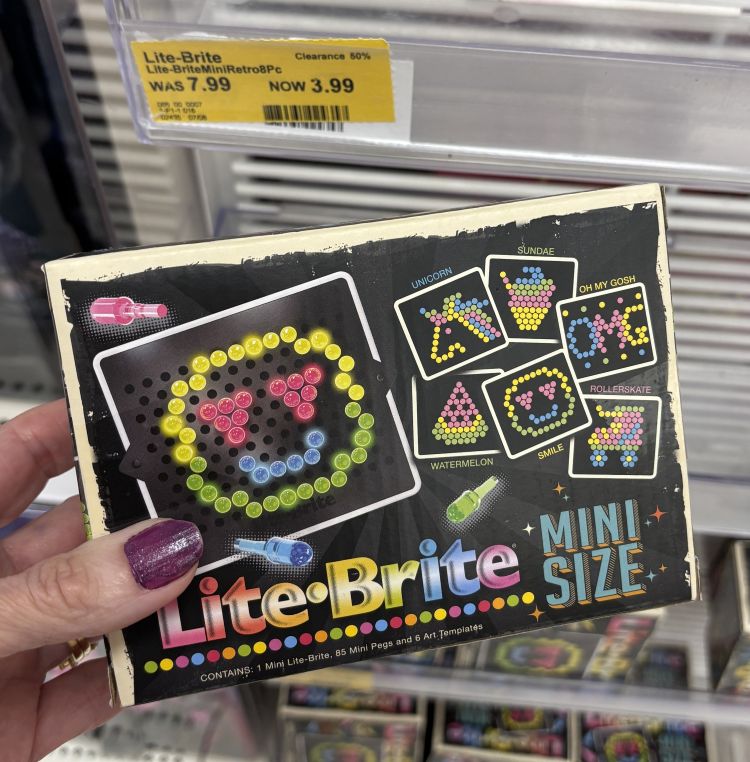 Lite-Brite
Clearance 50%
Lite-BriteMiniRetro8Pc
WAS 7.99 NOW 3.99
UNICORN
SUNDAE
OH MY GOSH
OMG
WATERMELON
SMILE
ROLLERSKATE
Lite•Brite®
MINI
SIZE
CONTAINS: 1 Mini Lite-Brite, 85 Mini Pegs and 6 Art Templates